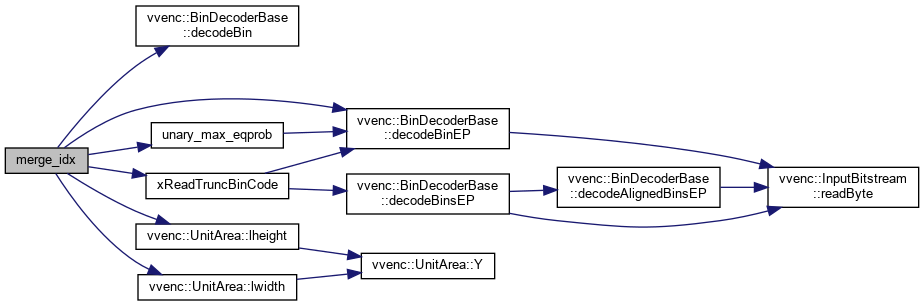 vvenc::BinDecoderBase
::decodeBin
merge_idx
unary_max_eqprob
xReadTruncBinCode
vvenc::UnitArea::lheight
vvenc::UnitArea::lwidth
vvenc::BinDecoderBase
::decodeBinEP
vvenc::BinDecoderBase
::decodeBinsEP
vvenc::UnitArea::Y
vvenc::BinDecoderBase
::decodeAlignedBinsEP
vvenc::InputBitstream
::readByte